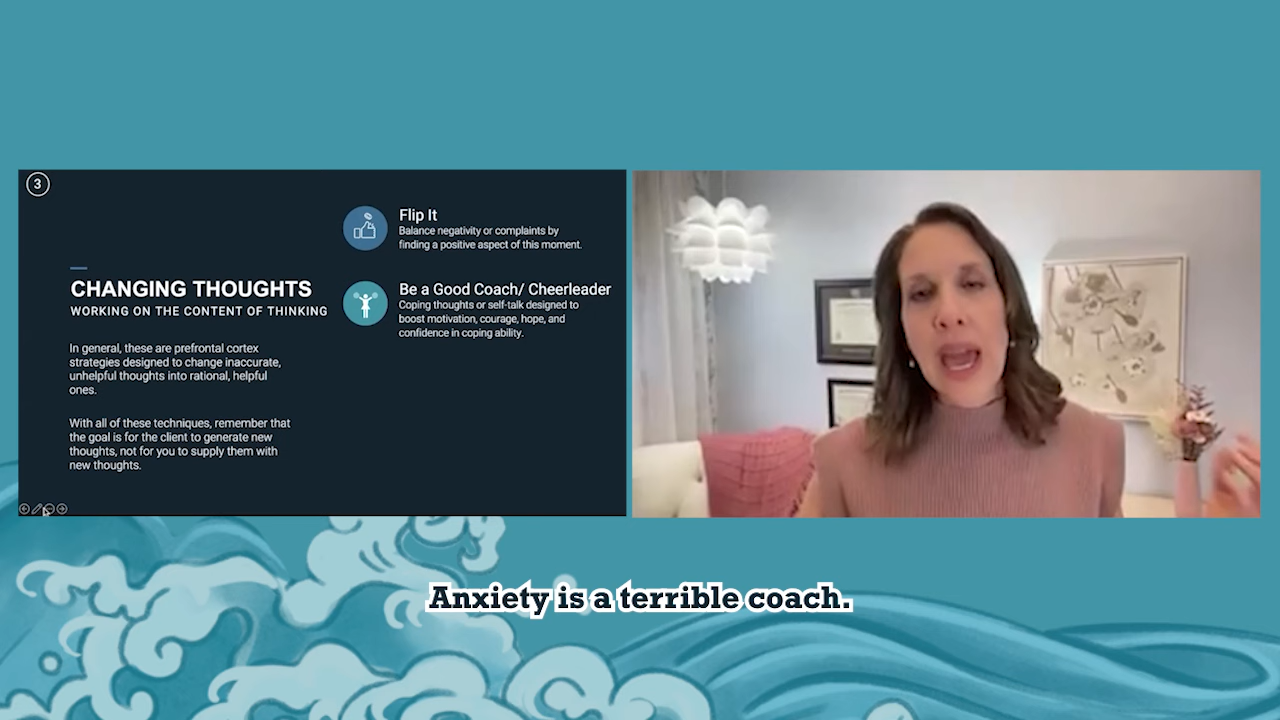 3
CHANGING THOUGHTS
WORKING ON THE CONTENT OF THINKING
In general, these are prefrontal cortex
strategies designed to change inaccurate,
unhelpful thoughts into rational, helpful
ones.
With all of these techniques, remember that
the goal is for the client to generate new
thoughts, not for you to supply them with
new thoughts.
Flip It
Balance negativity or complaints by
finding a positive aspect of this moment.
Be a Good Coach/ Cheerleader
Coping thoughts or self-talk designed to
boost motivation, courage, hope, and
confidence in coping ability.
Anxiety is a terrible coach.